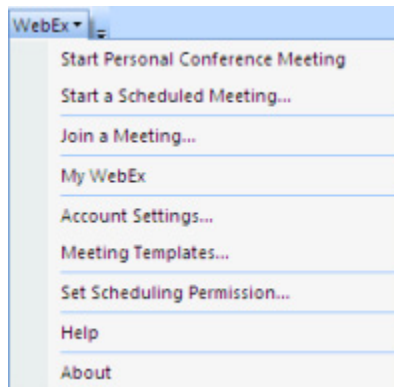 WebEx
Start Personal Conference Meeting
Start a Scheduled Meeting...
Join a Meeting...
My WebEx
Account Settings...
Meeting Templates...
Set Scheduling Permission...
Help
About